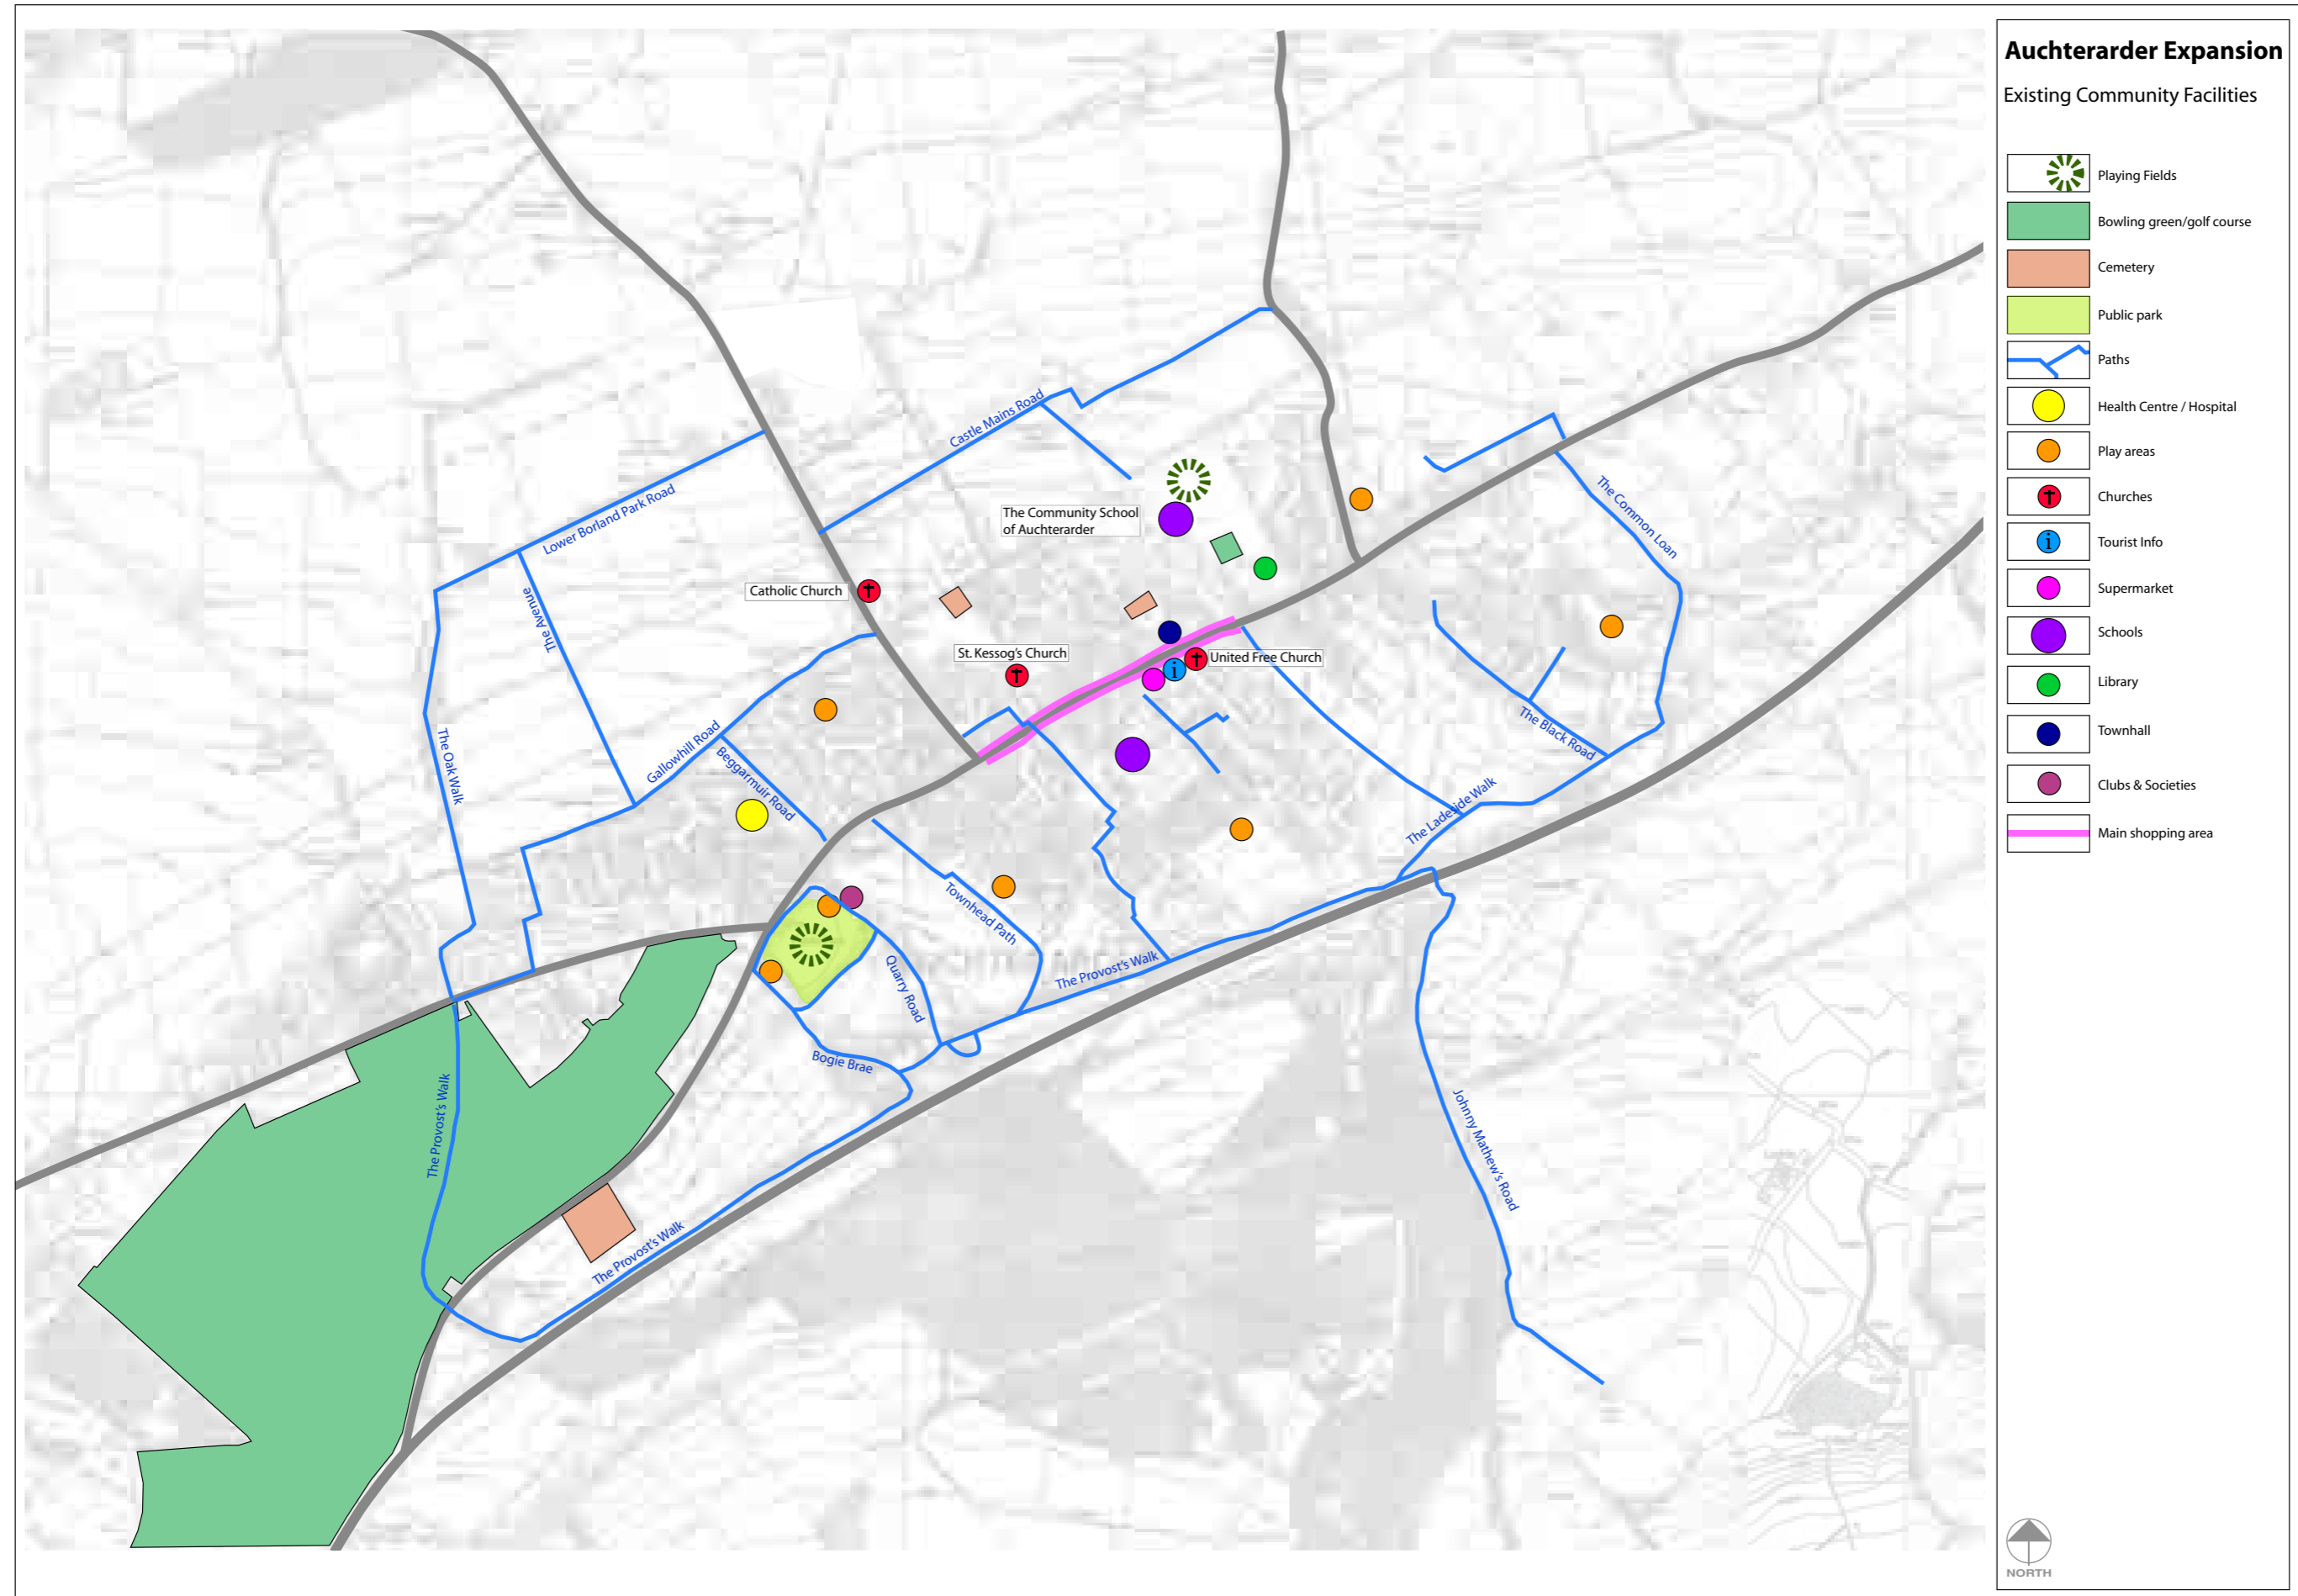 Auchterarder Expansion
Existing Community Facilities
Playing Fields
Bowling green/golf course
Cemetery
Public park
Paths
Health Centre / Hospital
Play areas
Churches
i
Tourist Info
Supermarket
Schools
Library
Townhall
Clubs & Societies
Main shopping area
NORTH
Castle Mains Road
Lower Borland Park Road
The Avenue
The Oak Walk
The Community School
of Auchterarder
Catholic Church
St. Kessog's Church
United Free Church
i
The Common Loan
The Black Road
Gallowhill Road
Beggarmuir Road
The Ladeside Walk
Townhead Path
Quarry Road
The Provost's Walk
Bogie Brae
The Provost's Walk
Johnny Mathew's Road
The Provost's Walk